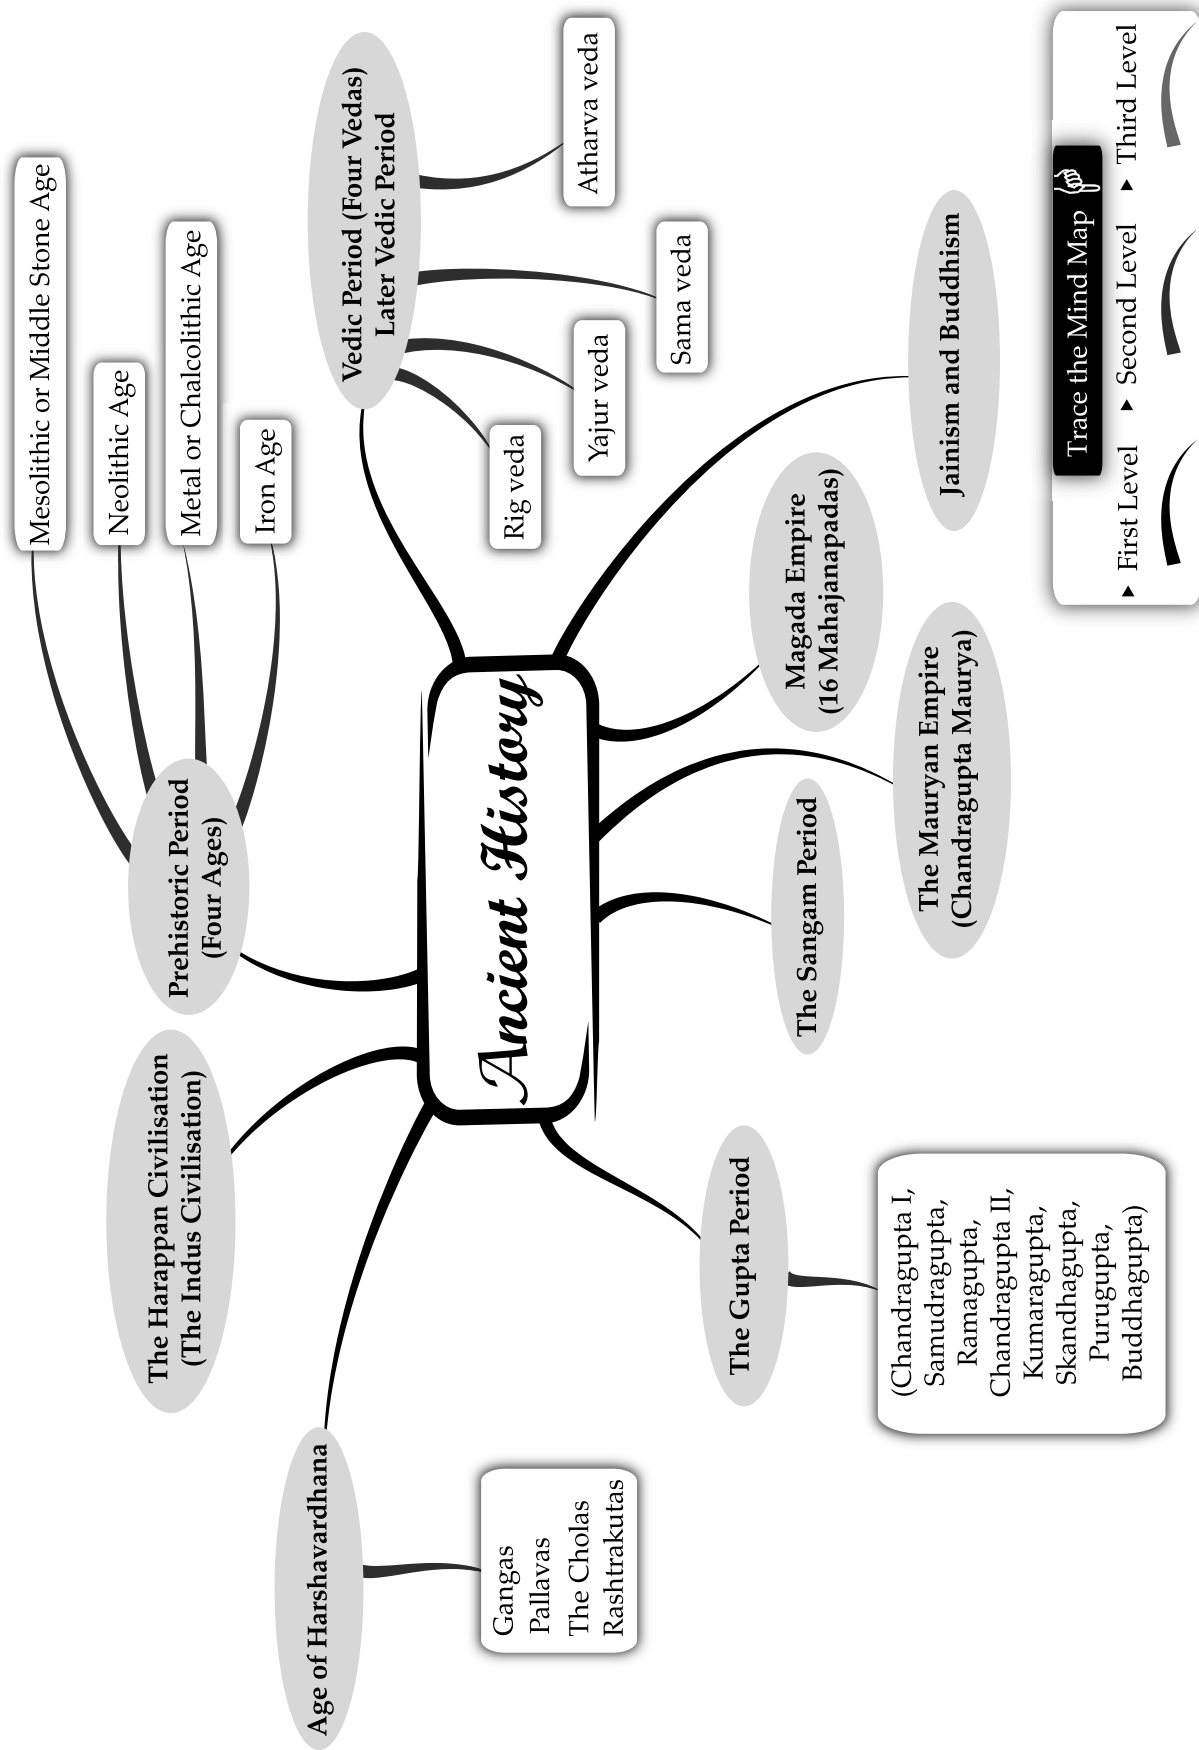 Ancient History
Prehistoric Period
(Four Ages)
Mesolithic or Middle Stone Age
Neolithic Age
Metal or Chalcolithic Age
Iron Age
Vedic Period (Four Vedas)
Later Vedic Period
Rig veda
Yajur veda
Sama veda
Atharva veda
Jainism and Buddhism
Magada Empire
(16 Mahajanapadas)
The Mauryan Empire
(Chandragupta Maurya)
The Sangam Period
The Gupta Period
(Chandragupta I,
Samudragupta,
Ramagupta,
Chandragupta II,
Kumaragupta,
Skandhagupta,
Purugupta,
Buddhagupta)
Age of Harshavardhana
Gangas
Pallavas
The Cholas
Rashtrakutas
The Harappan Civilisation
(The Indus Civilisation)
Trace the Mind Map
First Level
Second Level
Third Level